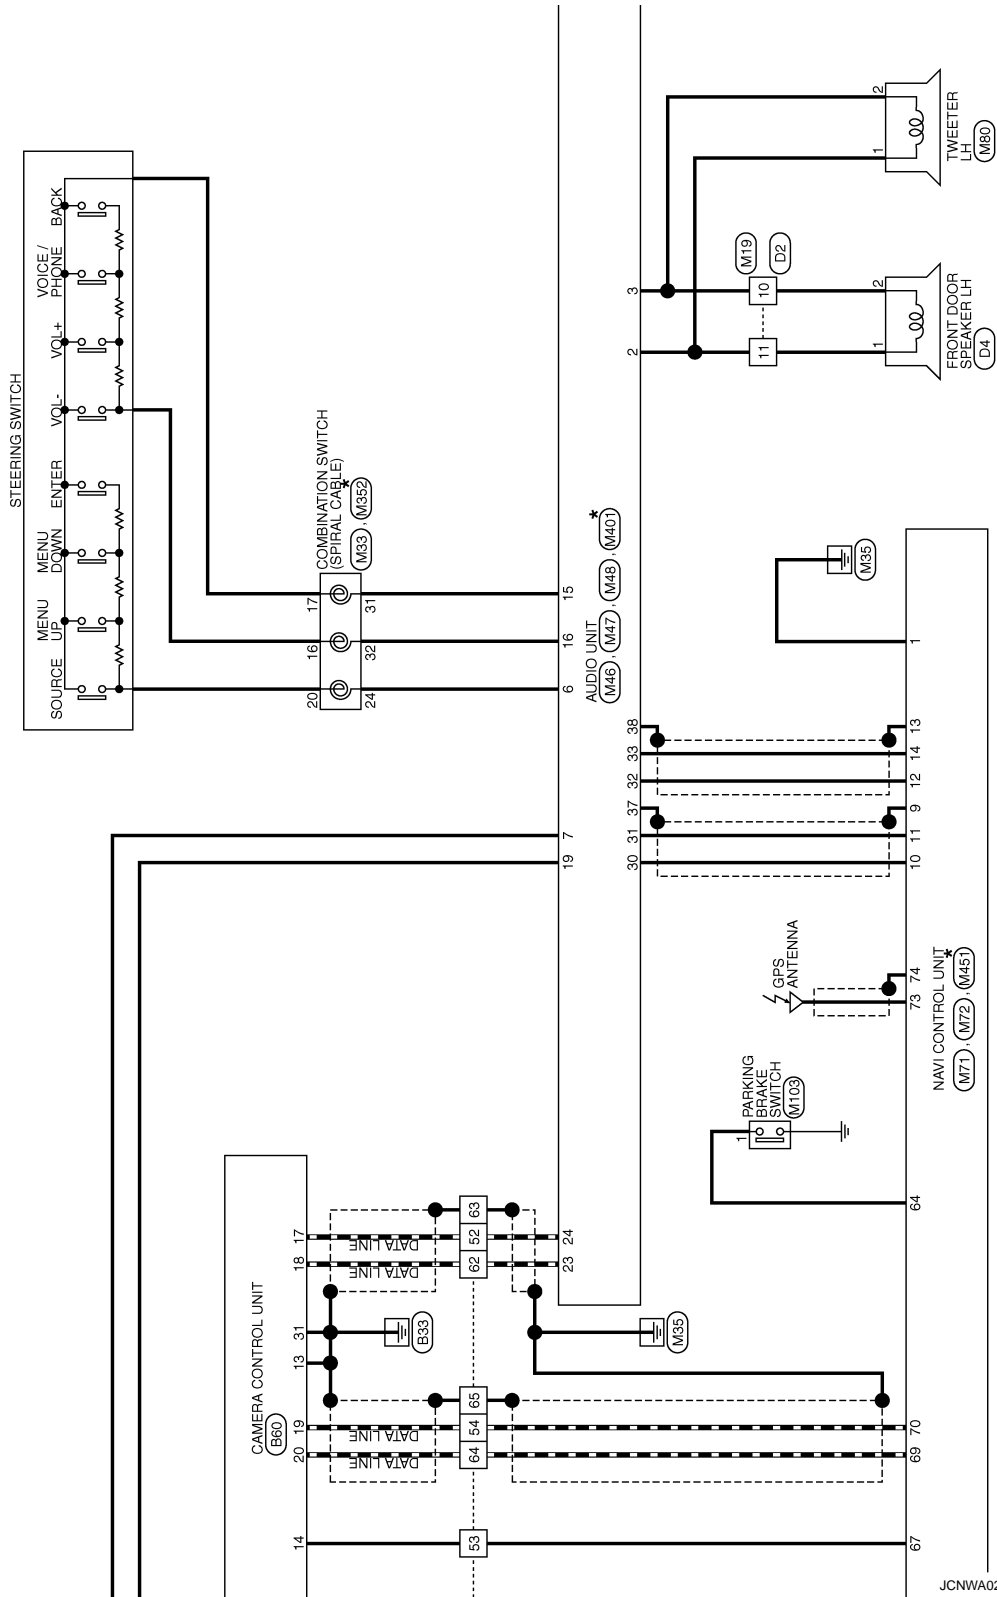 STEERING SWITCH
SOURCE
MENU
UP
MENU
DOWN
ENTER
VOL-
VOL+
VOICE /
PHONE
BACK
COMBINATION SWITCH
(SPIRAL CABLE)
*
M33 , M352
20
16
17
24
32
31
6
16
15
AUDIO UNIT
*
M46 , M47 , M48 , M401
2
3
11
10
M19
D2
1
2
FRONT DOOR
SPEAKER LH
D4
1
2
TWEETER
LH
M80
7
19
30
31
37
32
33
38
10
11
9
12
14
13
1
M35
GPS
ANTENNA
73
74
NAVI CONTROL UNIT
*
M71 , M72 , M451
PARKING
BRAKE
SWITCH
M103
1
64
CAMERA CONTROL UNIT
B60
14
20
19
13
31
18
17
DATA LINE
DATA LINE
DATA LINE
DATA LINE
B33
53
64
54
65
62
52
63
23
24
M35
67
69
70
JCNWA02